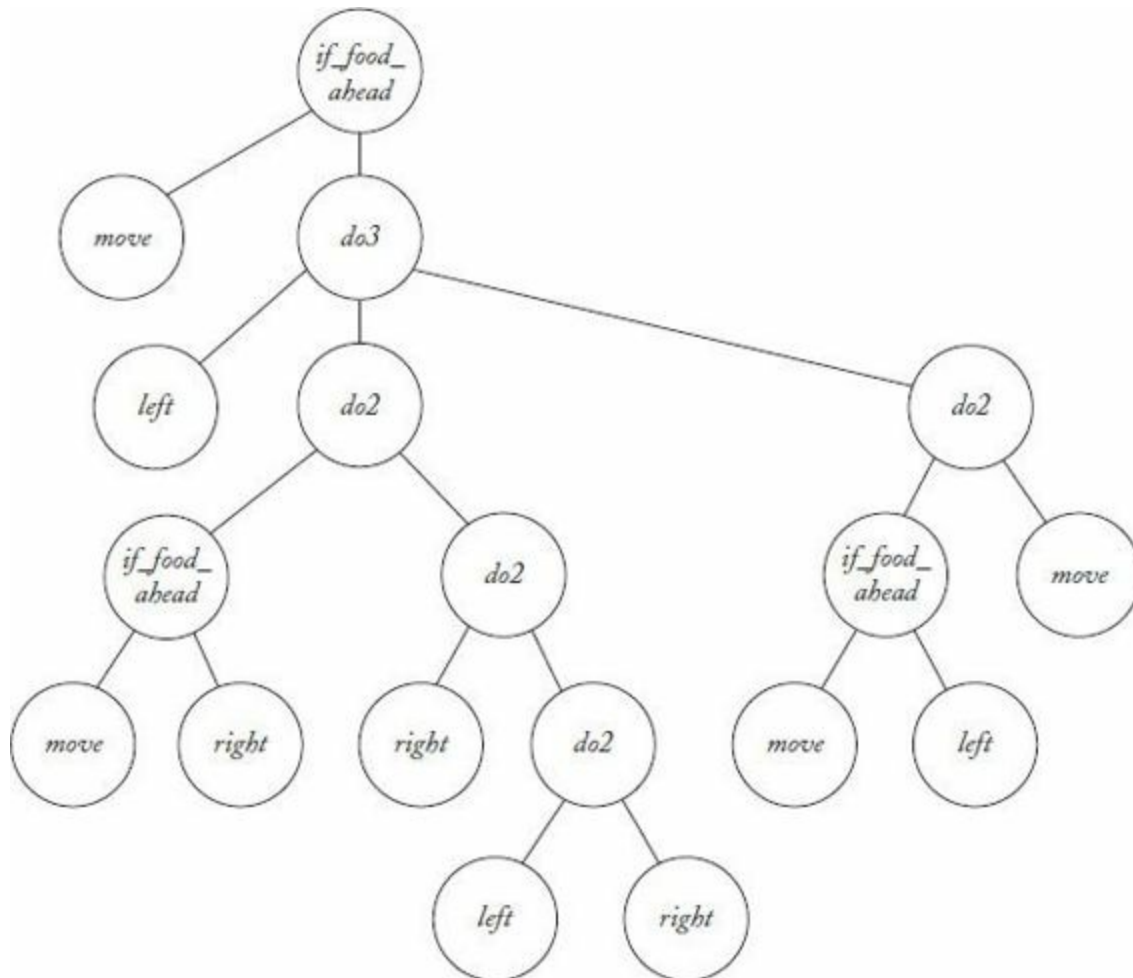 if_food_
ahead
move
do3
left
do2
do2
if_food_
ahead
do2
if_food_
ahead
move
move
right
right
do2
move
left
left
right